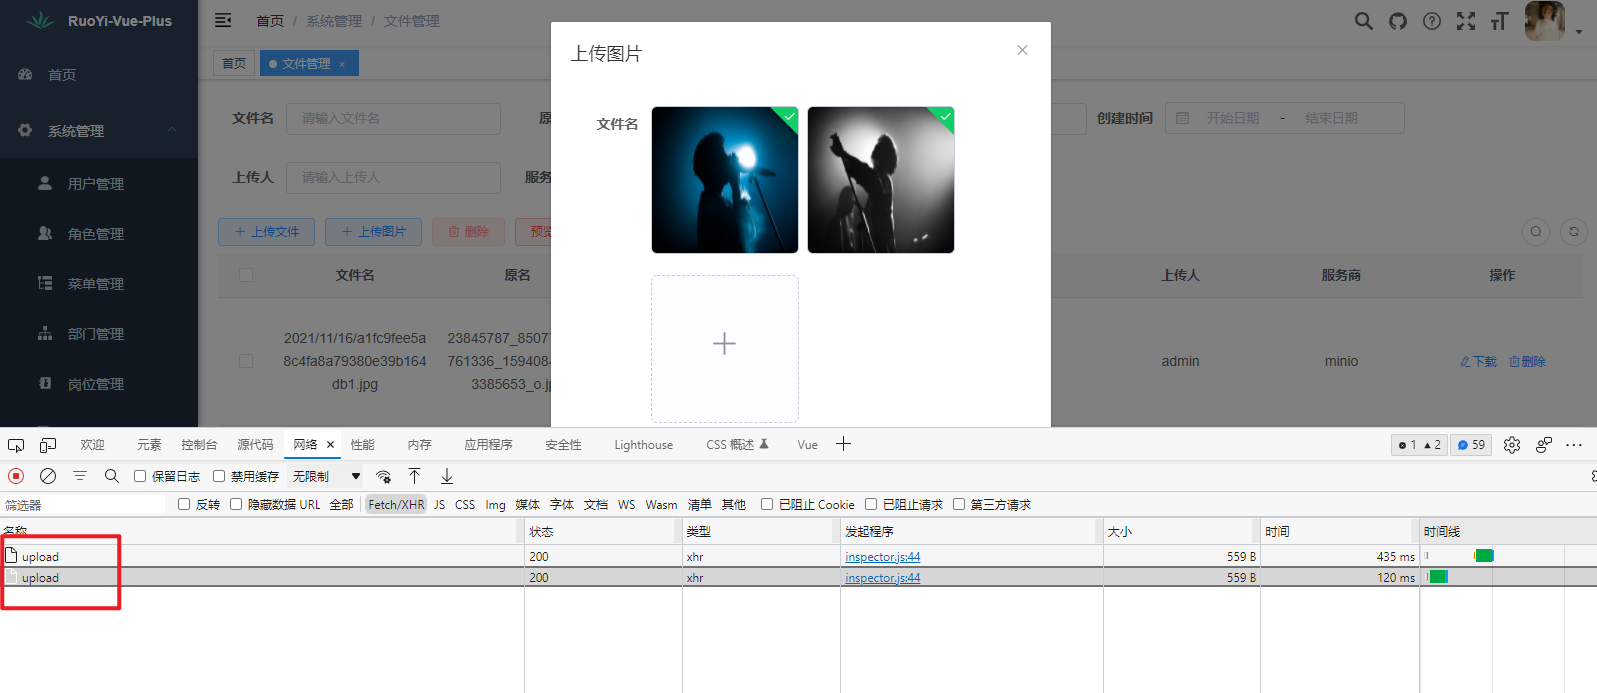 RuoYi-Vue-Plus
首页 / 系统管理 / 文件管理
首页
文件管理 ×
首页
系统管理
用户管理
角色管理
菜单管理
部门管理
岗位管理
文件名 请输入文件名
创建时间 开始日期 - 结束日期
上传人 请输入上传人
服务
+ 上传文件
+ 上传图片
删除
预览
文件名
原名
上传人
服务商
操作
2021/11/16/a1fc9fee5a
8c4fa8a79380e39b164
db1.jpg
23845787_8507
761336_159408
3385653_o.j
admin
minio
下载
删除
上传图片
文件名
欢迎
元素
控制台
源代码
网络 ×
性能
内存
应用程序
安全性
Lighthouse
CSS 概述
Vue
1 2
59
保留日志
禁用缓存
无限制
筛选器
反转
隐藏数据 URL
全部
Fetch/XHR
JS
CSS
Img
媒体
字体
文档
WS
Wasm
清单
其他
已阻止 Cookie
已阻止请求
第三方请求
名称 状态 类型 发起程序 大小 时间 时间线
upload 200 xhr inspector.js:44 559 B 435 ms
upload 200 xhr inspector.js:44 559 B 120 ms